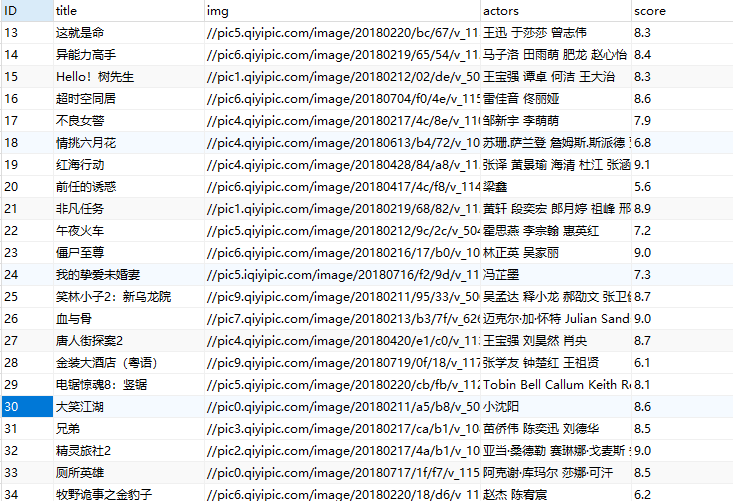 ID title img actors score
13 这就是命 //pic5.qiyipic.com/image/20180220/bc/67/v_11 王迅 于莎莎 曾志伟 8.3
14 异能力高手 //pic6.qiyipic.com/image/20180219/65/54/v_11 马子洛 田雨萌 肥龙 赵心怡 8.4
15 Hello！树先生 //pic1.qiyipic.com/image/20180212/02/de/v_50 王宝强 谭卓 何洁 王大治 8.3
16 超时空同居 //pic6.qiyipic.com/image/20180704/f0/4e/v_115 雷佳音 佟丽娅 8.6
17 不良女警 //pic4.qiyipic.com/image/20180217/4c/8e/v_110 邹新宇 李萌萌 7.9
18 情挑六月花 //pic4.qiyipic.com/image/20180613/b4/72/v_10 苏珊.萨兰登 詹姆斯.斯派德 6.8
19 红海行动 //pic4.qiyipic.com/image/20180428/84/a8/v_11 张译 黄景瑜 海清 杜江 张涵 9.1
20 前任的诱惑 //pic6.qiyipic.com/image/20180417/4c/f8/v_114 梁鑫 5.6
21 非凡任务 //pic1.qiyipic.com/image/20180219/68/82/v_11 黄轩 段奕宏 郎月婷 祖峰 邢 8.9
22 午夜火车 //pic5.qiyipic.com/image/20180212/9c/2c/v_504 霍思燕 李宗翰 惠英红 7.2
23 僵尸至尊 //pic6.qiyipic.com/image/20180216/17/b0/v_10 林正英 吴家丽 9.0
24 我的挚爱未婚妻 //pic5.iqiyipic.com/image/20180716/f2/9d/v_11 冯芷墨 7.3
25 笑林小子2：新乌龙院 //pic9.qiyipic.com/image/20180211/95/33/v_50 吴孟达 释小龙 郝劭文 张卫 8.7
26 血与骨 //pic7.qiyipic.com/image/20180213/b3/7f/v_620 迈克尔·加·怀特 Julian Sand 9.0
27 唐人街探案2 //pic4.qiyipic.com/image/20180420/e1/c0/v_11 王宝强 刘昊然 肖央 8.7
28 金装大酒店（粤语） //pic9.qiyipic.com/image/20180719/0f/18/v_117 张学友 钟楚红 王祖贤 6.1
29 电锯惊魂8：竖锯 //pic5.qiyipic.com/image/20180220/cb/fb/v_112 Tobin Bell Callum Keith Re 8.1
30 大笑江湖 //pic0.qiyipic.com/image/20180211/a5/b8/v_50 小沈阳 8.6
31 兄弟 //pic3.qiyipic.com/image/20180217/ca/b1/v_10 苗侨伟 陈奕迅 刘德华 8.5
32 精灵旅社2 //pic2.qiyipic.com/image/20180217/4a/b1/v_10 亚当·桑德勒 赛琳娜·戈麦斯 9.0
33 厕所英雄 //pic0.qiyipic.com/image/20180717/1f/f7/v_115 阿克谢·库玛尔 莎娜·可汗 8.5
34 牧野诡事之金豹子 //pic6.qiyipic.com/image/20180220/18/d6/v_11 赵杰 陈宥宸 6.2